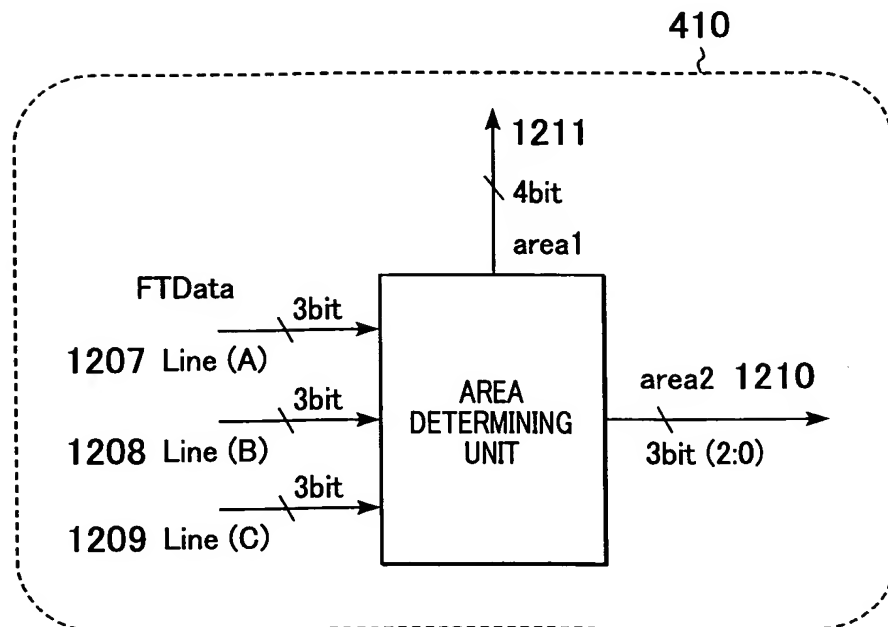 410
1211
4bit
area1
FTData
3bit
1207 Line (A)
3bit
1208 Line (B)
3bit
1209 Line (C)
AREA
DETERMINING
UNIT
area2 1210
3bit (2:0)